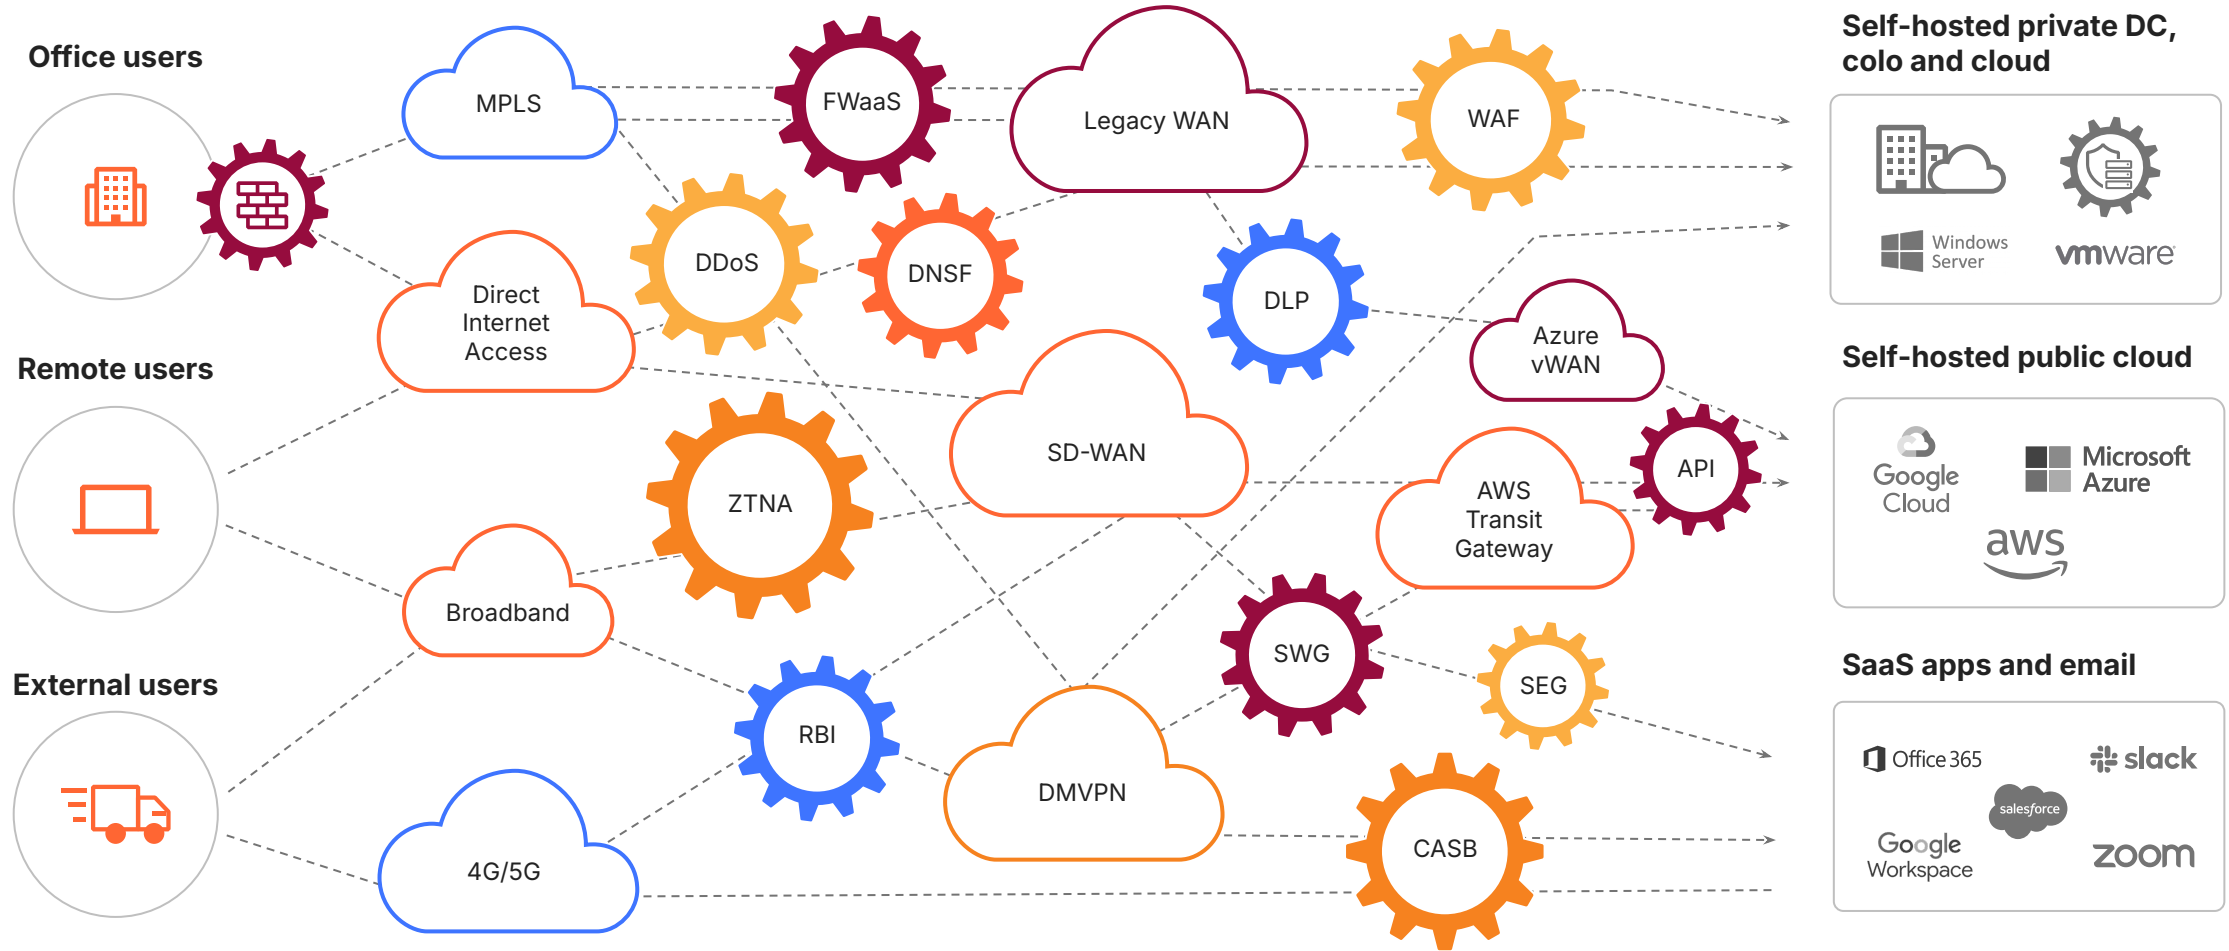 Office users
Remote users
External users
MPLS
Direct
Internet
Access
Broadband
4G/5G
FWaaS
DDoS
DNSF
ZTNA
RBI
Legacy WAN
SD-WAN
DMVPN
WAF
DLP
Azure
vWAN
AWS
Transit
Gateway
API
SWG
SEG
CASB
Self-hosted private DC,
colo and cloud
Windows
Server
vmware
Self-hosted public cloud
Google
Cloud
Microsoft
Azure
aws
SaaS apps and email
Office 365
slack
salesforce
Google
Workspace
zoom